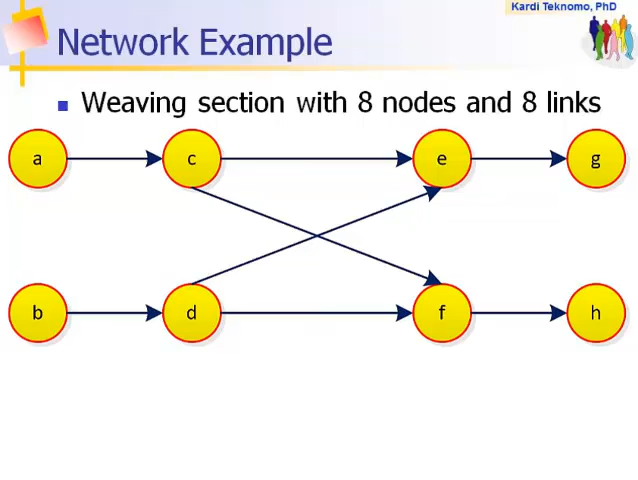 Kardi Teknomo, PhD
Network Example
Weaving section with 8 nodes and 8 links
a c e g
b d f h